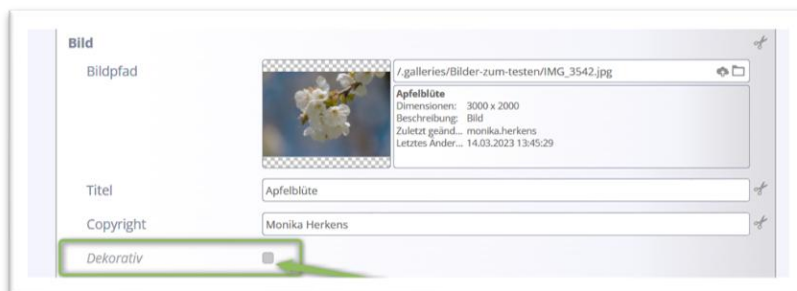 Bild
Bildpfad
/.galleries/Bilder-zum-testen/IMG_3542.jpg
Apfelblüte
Dimensionen: 3000 x 2000
Beschreibung: Bild
Zuletzt geänd... monika.herkens
Letztes Änder... 14.03.2023 13:45:29
Titel Apfelblüte
Copyright Monika Herkens
Dekorativ